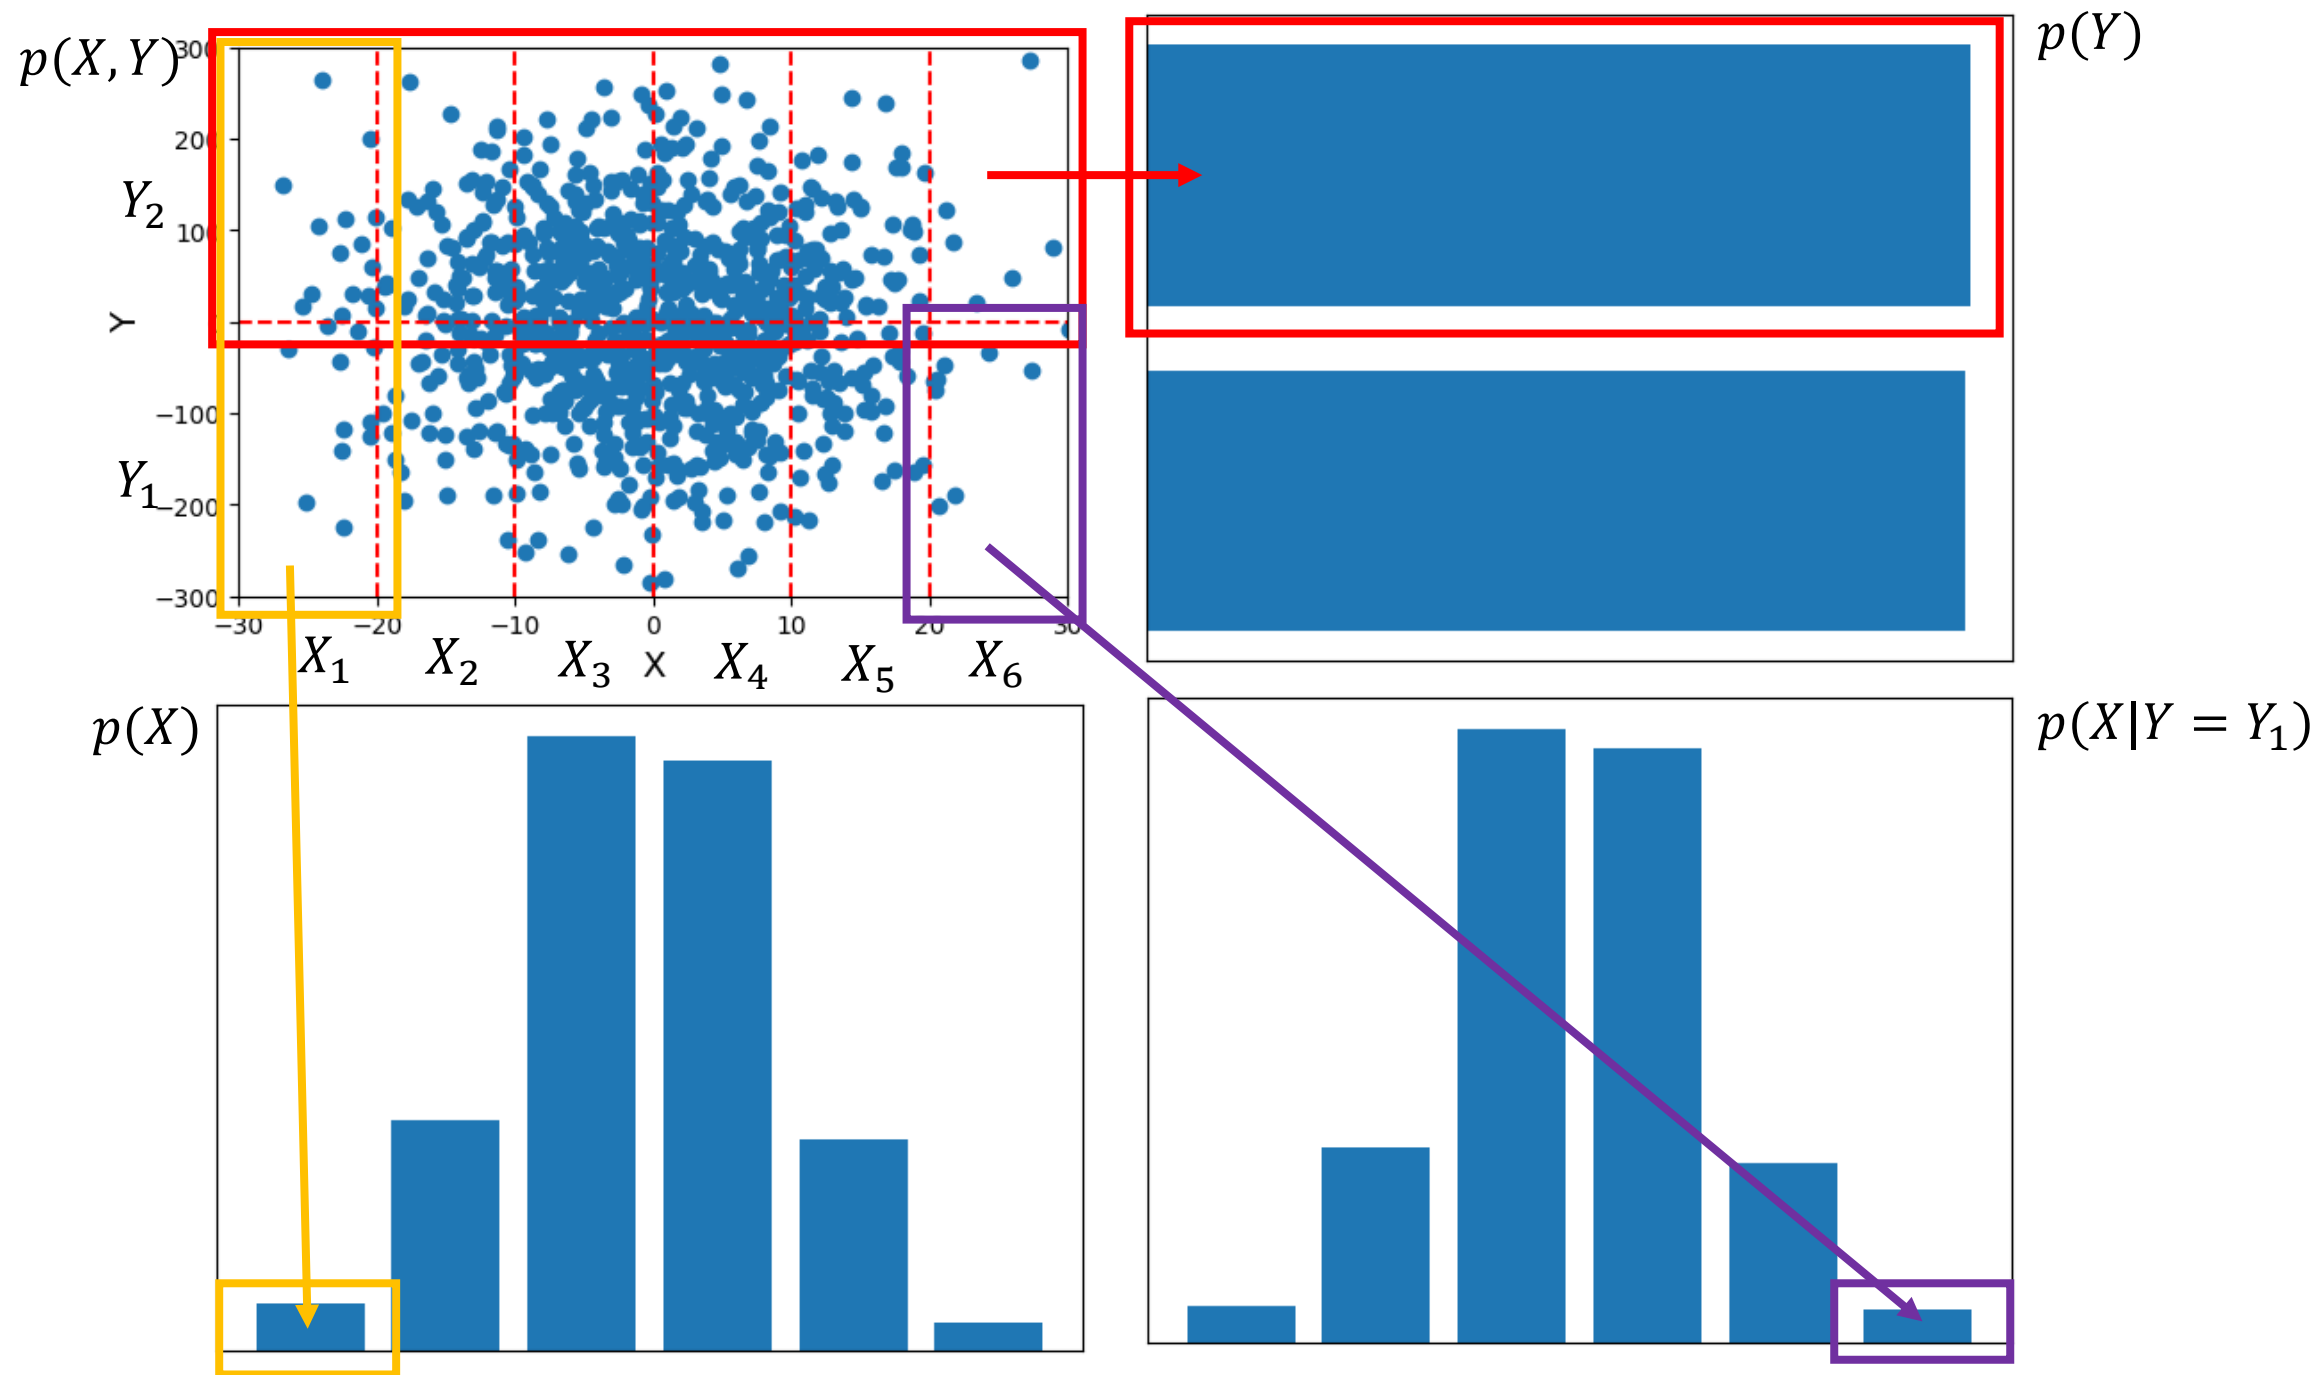 p(X, Y)
300
200
Y₂
100
Y
−100
Y₁
−200
−300
−30 −20 −10 0 10 20 30
X₁ X₂ X₃ X X₄ X₅ X₆
p(Y)
p(X)
p(X|Y = Y₁)